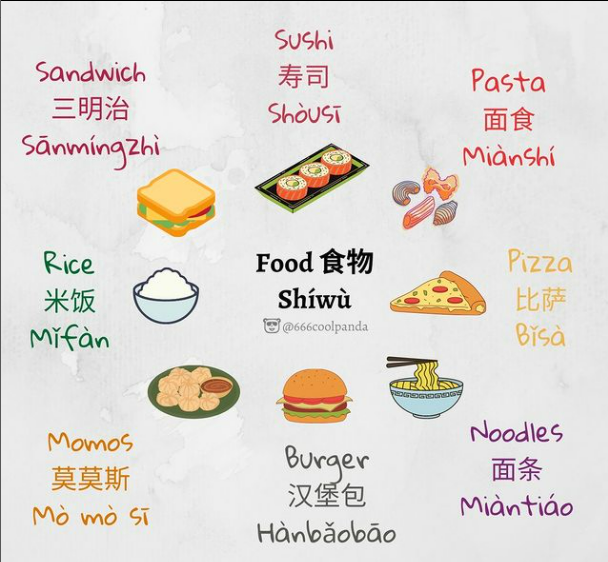 Sushi
寿司
Shòusī
Sandwich
三明治
Sānmíngzhì
Pasta
面食
Miànshí
Rice
米饭
Mǐfàn
Food 食物
Shíwù
@666coolpanda
Pizza
比萨
Bǐsà
Momos
莫莫斯
Mò mò sī
Burger
汉堡包
Hànbǎobāo
Noodles
面条
Miàntiáo